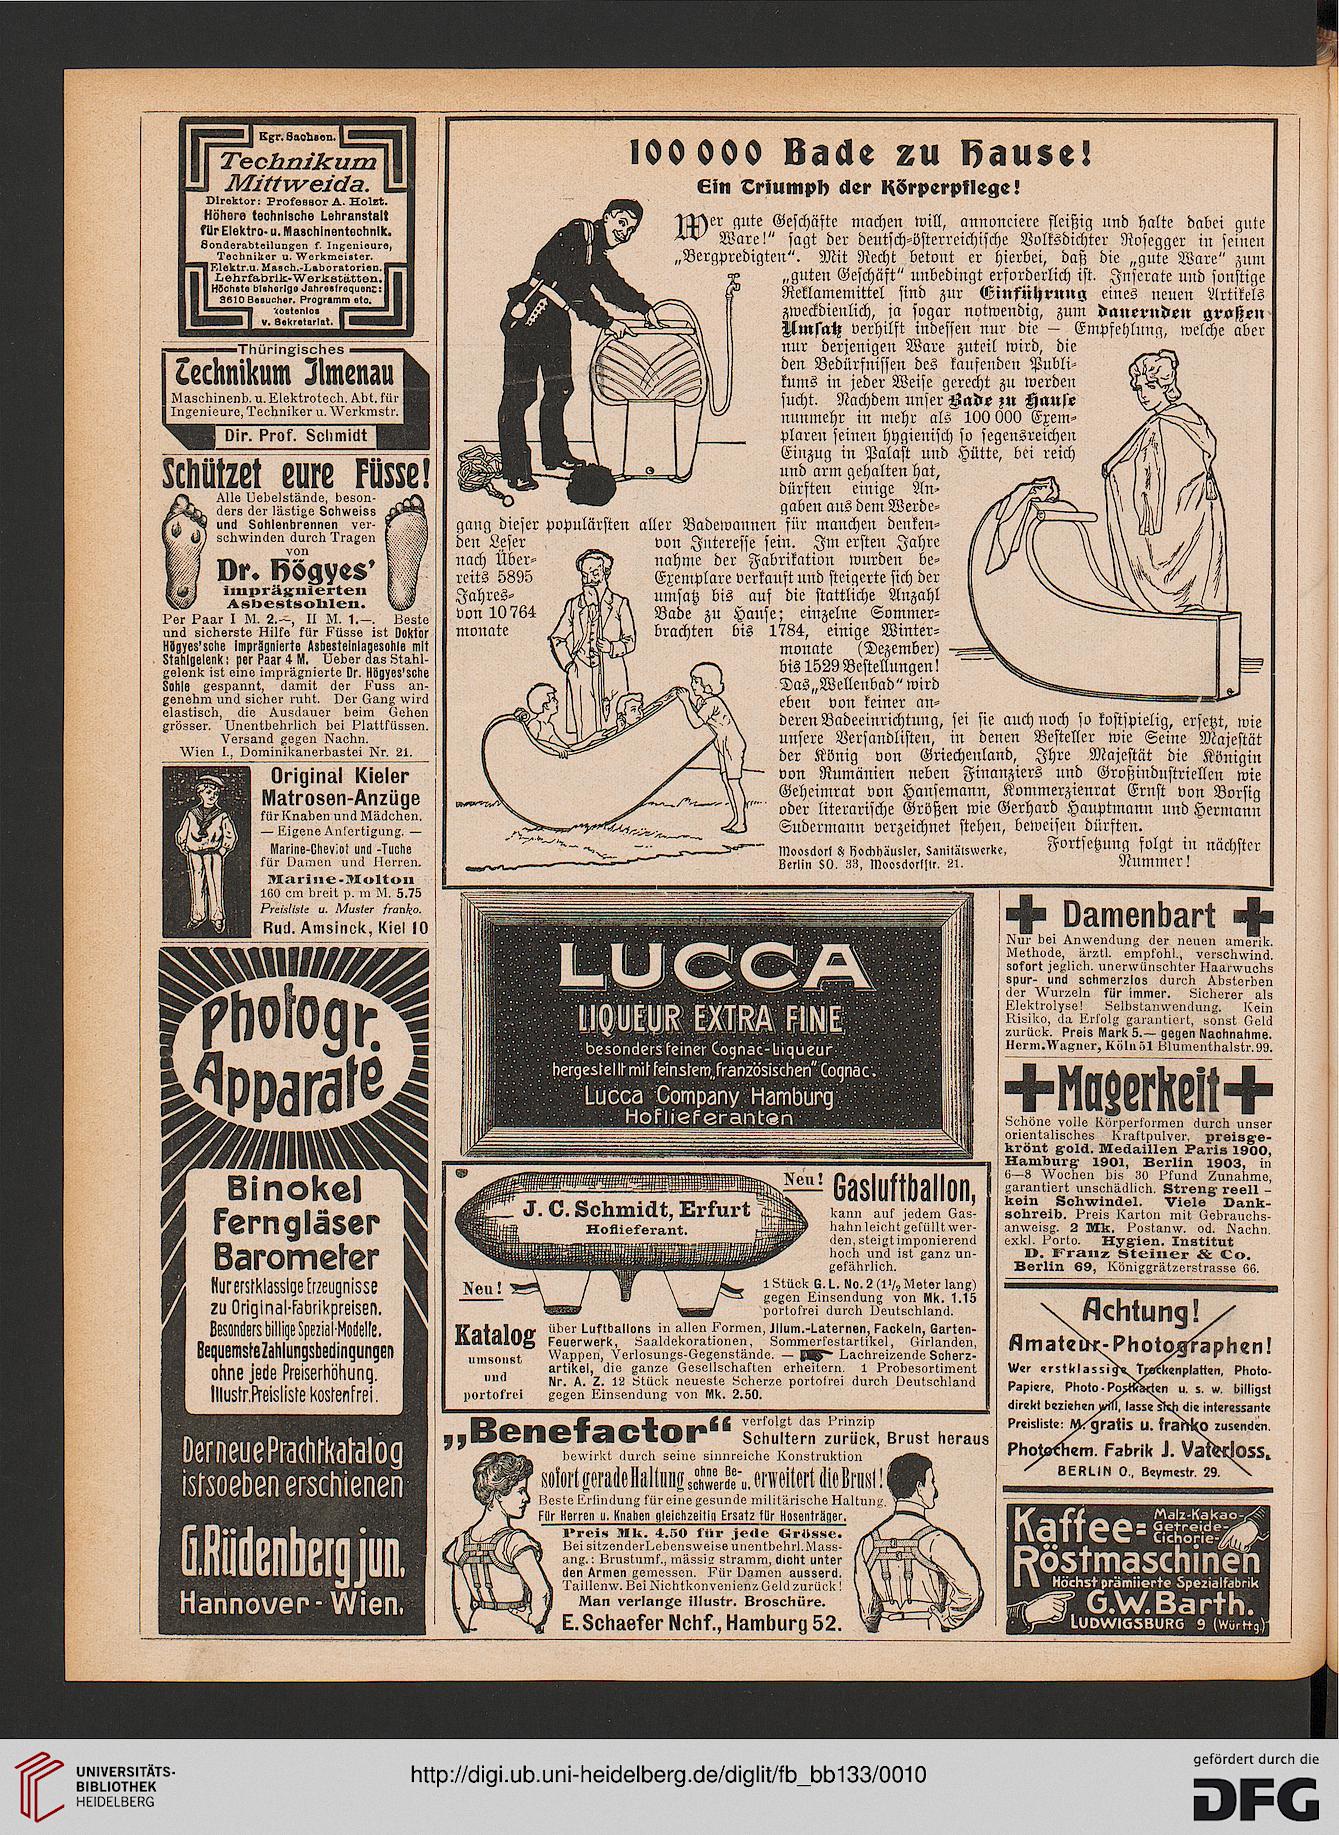 Kgr. Sachsen.
Technikum
Mittweida.
Direktor: Professor A. Holzt.
Höhere technische Lehranstalt
für Elektro- u. Maschinentechnik.
Sonderabteilungen f. Ingenieure,
Techniker u. Werkmeister.
Elektr. u. Masch.-Laboratorien.
Lehrfabrik-Werkstätten.
Höchste bisherige Jahresfrequenz:
3610 Besucher. Programm etc.
kostenlos
v. Sekretariat.
Thüringisches
Technikum Ilmenau
Maschinenb. u. Elektrotech. Abt. für
Ingenieure, Techniker u. Werkmstr.
Dir. Prof. Schmidt
Schützet eure Füsse!
Alle Uebelstände, beson-
ders der lästige Schweiss
und Sohlenbrennen ver-
schwinden durch Tragen
von
Dr. Högyes'
imprägnierten
Asbestsohlen.
Per Paar I M. 2.—, II M. 1.—. Beste
und sicherste Hilfe für Füsse ist Doktor
Högyes'sche imprägnierte Asbesteinlagesohle mit
Stahlgelenk; per Paar 4 M. Ueber das Stahl-
gelenk ist eine imprägnierte Dr. Högyes'sche
Sohle gespannt, damit der Fuss an-
genehm und sicher ruht. Der Gang wird
elastisch, die Ausdauer beim Gehen
grösser. Unentbehrlich bei Plattfüssen.
Versand gegen Nachn.
Wien I., Dominikanerbastei Nr. 21.
Original Kieler
Matrosen-Anzüge
für Knaben und Mädchen.
— Eigene Anfertigung. —
Marine-Cheviot und -Tuche
für Damen und Herren.
Marine-Molton
160 cm breit p. m M. 5.75
Preisliste u. Muster franko.
Rud. Amsinck, Kiel 10
Photogr.
Apparate
Binokel
Ferngläser
Barometer
Nur erstklassige Erzeugnisse
zu Original-Fabrikpreisen.
Besonders billige Spezial-Modelle.
Bequemste Zahlungsbedingungen
ohne jede Preiserhöhung.
Illustr. Preisliste kostenfrei.
Der neue Prachtkatalog
ist soeben erschienen
G. Rüdenberg jun.
Hannover - Wien.
100 000 Bade zu Hause!
Ein Triumph der Körperpflege!
Wer gute Geschäfte machen will, annonciere fleißig und halte dabei gute
Ware!" sagt der deutsch-österreichische Volksdichter Rosegger in seinen
„Bergpredigten". Mit Recht betont er hierbei, daß die „gute Ware" zum
„guten Geschäft" unbedingt erforderlich ist. Inserate und sonstige
Reklamemittel sind zur Einführung eines neuen Artikels
zweckdienlich, ja sogar notwendig, zum dauernden großen
Umsatz verhilft indessen nur die — Empfehlung, welche aber
nur derjenigen Ware zuteil wird, die
den Bedürfnissen des kaufenden Publi-
kums in jeder Weise gerecht zu werden
sucht. Nachdem unser Bade zu Hause
nunmehr in mehr als 100 000 Exem-
plaren seinen hygienisch so segensreichen
Einzug in Palast und Hütte, bei reich
und arm gehalten hat,
dürften einige An-
gaben aus dem Werde-
gang dieser populärsten aller Badewannen für manchen denken-
den Leser von Interesse sein. Im ersten Jahre
nach Über- nahme der Fabrikation wurden be-
reits 5895 Exemplare verkauft und steigerte sich der
Jahres- umsatz bis auf die stattliche Anzahl
von 10 764 Bade zu Hause; einzelne Sommer-
monate brachten bis 1784, einige Winter-
monate (Dezember)
bis 1529 Bestellungen!
Das „Wellenbad" wird
eben von keiner an-
deren Badeeinrichtung, sei sie auch noch so kostspielig, ersetzt, wie
unsere Versandlisten, in denen Besteller wie Seine Majestät
der König von Griechenland, Ihre Majestät die Königin
von Rumänien neben Finanziers und Großindustriellen wie
Geheimrat von Hansemann, Kommerzienrat Ernst von Borsig
oder literarische Größen wie Gerhard Hauptmann und Hermann
Sudermann verzeichnet stehen, beweisen dürften.
Moosdorf & Hochhäusler, Sanitätswerke,
Berlin SO. 33, Moosdorfstr. 21.
Fortsetzung folgt in nächster
Nummer!
LUCCA
LIQUEUR EXTRA FINE
besonders feiner Cognac-Liqueur
hergestellt mit feinstem „französischen" Cognac.
Lucca Company Hamburg
Hoflieferanten
J. C. Schmidt, Erfurt
Hoflieferant.
Neu!
Neu!
Gasluftballon,
kann auf jedem Gas-
hahn leicht gefüllt wer-
den, steigt imponierend
hoch und ist ganz un-
gefährlich.
1 Stück G. L. No. 2 (1½ Meter lang)
gegen Einsendung von Mk. 1.15
portofrei durch Deutschland.
Katalog
umsonst
und
portofrei
über Luftballons in allen Formen, Jllum.-Laternen, Fackeln, Garten-
Feuerwerk, Saaldekorationen, Sommerfestartikel, Girlanden,
Wappen, Verlosungs-Gegenstände. — Lachreizende Scherz-
artikel, die ganze Gesellschaften erheitern. 1 Probesortiment
Nr. A. Z. 12 Stück neueste Scherze portofrei durch Deutschland
gegen Einsendung von Mk. 2.50.
„Benefactor"
verfolgt das Prinzip
Schultern zurück, Brust heraus
bewirkt durch seine sinnreiche Konstruktion
sofort gerade Haltung ohne Be-schwerde u. erweitert die Brust!
Beste Erfindung für eine gesunde militärische Haltung.
Für Herren u. Knaben gleichzeitig Ersatz für Hosenträger.
Preis Mk. 4.50 für jede Grösse.
Bei sitzender Lebensweise unentbehrl. Mass-
ang.: Brustumf., mässig stramm, dicht unter
den Armen gemessen. Für Damen ausserd.
Taillenw. Bei Nichtkonvenienz Geld zurück!
Man verlange illustr. Broschüre.
E. Schaefer Nchf., Hamburg 52.
Damenbart
Nur bei Anwendung der neuen amerik.
Methode, ärztl. empfohl., verschwind.
sofort jeglich. unerwünschter Haarwuchs
spur- und schmerzlos durch Absterben
der Wurzeln für immer. Sicherer als
Elektrolyse! Selbstanwendung. Kein
Risiko, da Erfolg garantiert, sonst Geld
zurück. Preis Mark 5.— gegen Nachnahme.
Herm. Wagner, Köln 51 Blumenthalstr. 99.
Magerkeit
Schöne volle Körperformen durch unser
orientalisches Kraftpulver, preisge-
krönt gold. Medaillen Paris 1900,
Hamburg 1901, Berlin 1903, in
6—8 Wochen bis 30 Pfund Zunahme,
garantiert unschädlich. Streng reell –
kein Schwindel. Viele Dank-
schreib. Preis Karton mit Gebrauchs-
anweisg. 2 Mk. Postanw. od. Nachn.
exkl. Porto. Hygien. Institut
D. Franz Steiner & Co.
Berlin 69, Königgrätzerstrasse 66.
Achtung!
Amateur-Photographen!
Wer erstklassige Trockenplatten, Photo-
Papiere, Photo-Postkarten u. s. w. billigst
direkt beziehen will, lasse sich die interessante
Preisliste: M. gratis u. franko zusenden.
Photochem. Fabrik J. Vaterloss,
BERLIN O., Beymestr. 29.
Kaffee=
Malz-Kakao-
Getreide-
Cichorie-
Röstmaschinen
Höchst prämiierte Spezialfabrik
G. W. Barth.
LUDWIGSBURG 9 (Württg.)
UNIVERSITÄTS-
BIBLIOTHEK
HEIDELBERG
http://digi.ub.uni-heidelberg.de/diglit/fb_bb133/0010
gefördert durch die
DFG